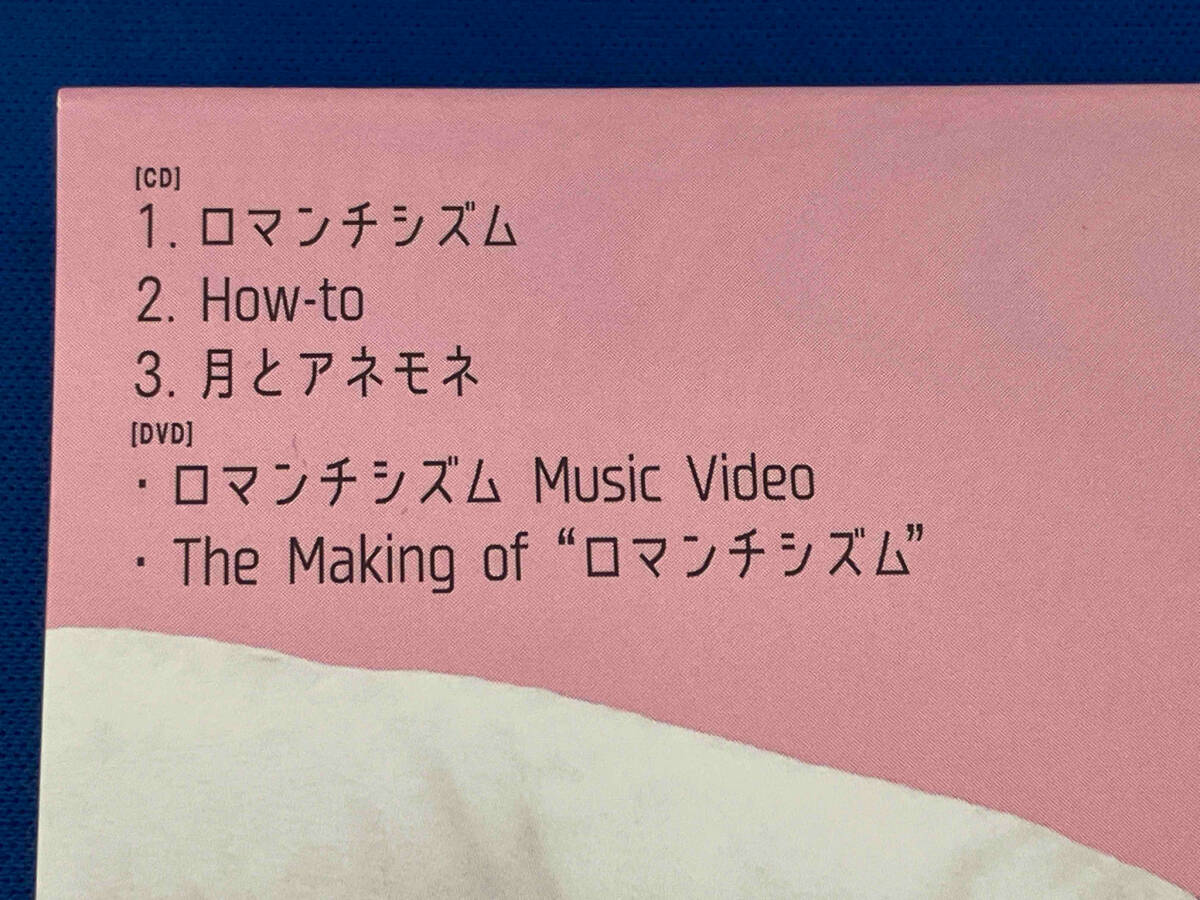 [CD]
1. ロマンチシズム
2. How-to
3. 月とアネモネ
[DVD]
・ロマンチシズム Music Video
・The Making of “ロマンチシズム”